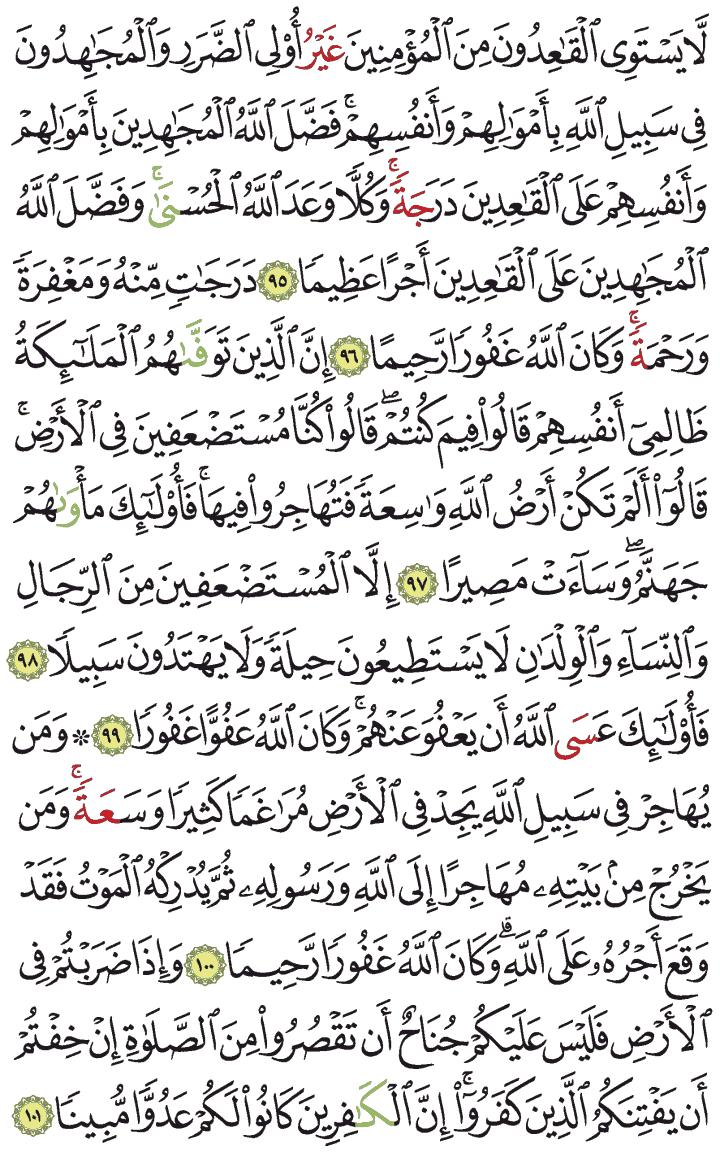 لَّا يَسْتَوِى ٱلْقَٰعِدُونَ مِنَ ٱلْمُؤْمِنِينَ غَيْرُ أُو۟لِى ٱلضَّرَرِ وَٱلْمُجَٰهِدُونَ
فِى سَبِيلِ ٱللَّهِ بِأَمْوَٰلِهِمْ وَأَنفُسِهِمْ ۚ فَضَّلَ ٱللَّهُ ٱلْمُجَٰهِدِينَ بِأَمْوَٰلِهِمْ
وَأَنفُسِهِمْ عَلَى ٱلْقَٰعِدِينَ دَرَجَةً ۚ وَكُلًّا وَعَدَ ٱللَّهُ ٱلْحُسْنَىٰ ۚ وَفَضَّلَ ٱللَّهُ
ٱلْمُجَٰهِدِينَ عَلَى ٱلْقَٰعِدِينَ أَجْرًا عَظِيمًا ٩٥ دَرَجَٰتٍ مِّنْهُ وَمَغْفِرَةً
وَرَحْمَةً ۚ وَكَانَ ٱللَّهُ غَفُورًا رَّحِيمًا ٩٦ إِنَّ ٱلَّذِينَ تَوَفَّىٰهُمُ ٱلْمَلَٰٓئِكَةُ
ظَالِمِىٓ أَنفُسِهِمْ قَالُوا۟ فِيمَ كُنتُمْ ۖ قَالُوا۟ كُنَّا مُسْتَضْعَفِينَ فِى ٱلْأَرْضِ ۚ
قَالُوٓا۟ أَلَمْ تَكُنْ أَرْضُ ٱللَّهِ وَٰسِعَةً فَتُهَاجِرُوا۟ فِيهَا ۚ فَأُو۟لَٰٓئِكَ مَأْوَىٰهُمْ
جَهَنَّمُ ۖ وَسَآءَتْ مَصِيرًا ٩٧ إِلَّا ٱلْمُسْتَضْعَفِينَ مِنَ ٱلرِّجَالِ
وَٱلنِّسَآءِ وَٱلْوِلْدَٰنِ لَا يَسْتَطِيعُونَ حِيلَةً وَلَا يَهْتَدُونَ سَبِيلًا ٩٨
فَأُو۟لَٰٓئِكَ عَسَى ٱللَّهُ أَن يَعْفُوَ عَنْهُمْ ۚ وَكَانَ ٱللَّهُ عَفُوًّا غَفُورًا ٩٩ * وَمَن
يُهَاجِرْ فِى سَبِيلِ ٱللَّهِ يَجِدْ فِى ٱلْأَرْضِ مُرَٰغَمًا كَثِيرًا وَسَعَةً ۚ وَمَن
يَخْرُجْ مِنۢ بَيْتِهِۦ مُهَاجِرًا إِلَى ٱللَّهِ وَرَسُولِهِۦ ثُمَّ يُدْرِكْهُ ٱلْمَوْتُ فَقَدْ
وَقَعَ أَجْرُهُۥ عَلَى ٱللَّهِ ۗ وَكَانَ ٱللَّهُ غَفُورًا رَّحِيمًا ١٠٠ وَإِذَا ضَرَبْتُمْ فِى
ٱلْأَرْضِ فَلَيْسَ عَلَيْكُمْ جُنَاحٌ أَن تَقْصُرُوا۟ مِنَ ٱلصَّلَوٰةِ إِنْ خِفْتُمْ
أَن يَفْتِنَكُمُ ٱلَّذِينَ كَفَرُوٓا۟ ۚ إِنَّ ٱلْكَٰفِرِينَ كَانُوا۟ لَكُمْ عَدُوًّا مُّبِينًا ١٠١